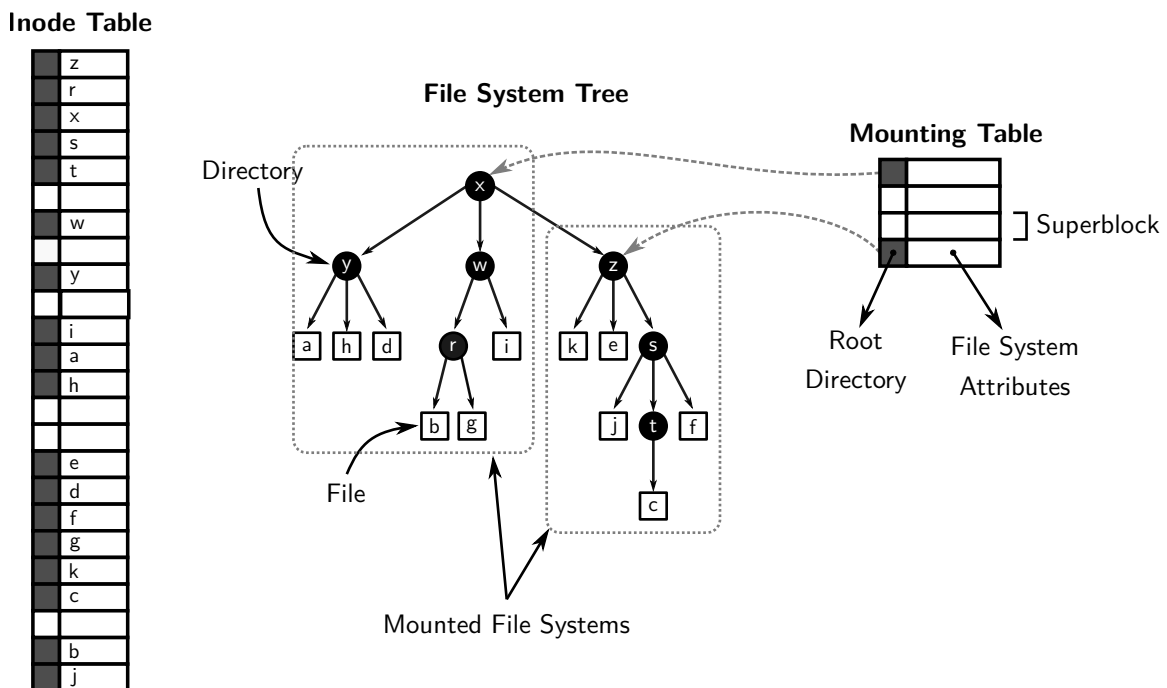 Inode Table
z
r
x
s
t
w
y
i
a
h
e
d
f
g
k
c
b
j
File System Tree
Directory
x
y
w
z
a
h
d
r
i
k
e
s
b
g
j
t
f
c
File
Mounted File Systems
Mounting Table
Superblock
Root
Directory
File System
Attributes